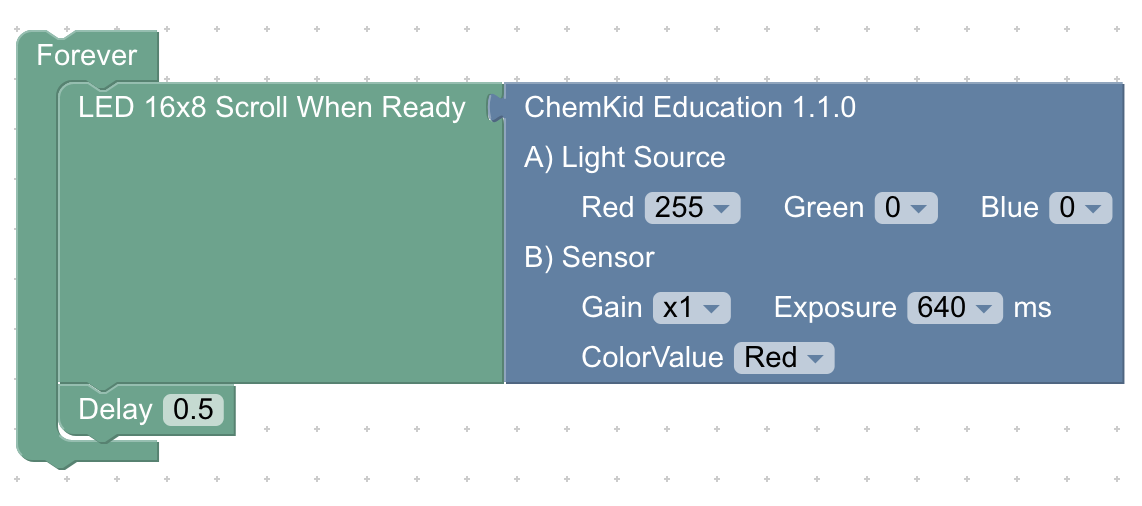 Forever
LED 16x8 Scroll When Ready
ChemKid Education 1.1.0
A) Light Source
Red 255 Green 0 Blue 0
B) Sensor
Gain x1 Exposure 640 ms
ColorValue Red
Delay 0.5